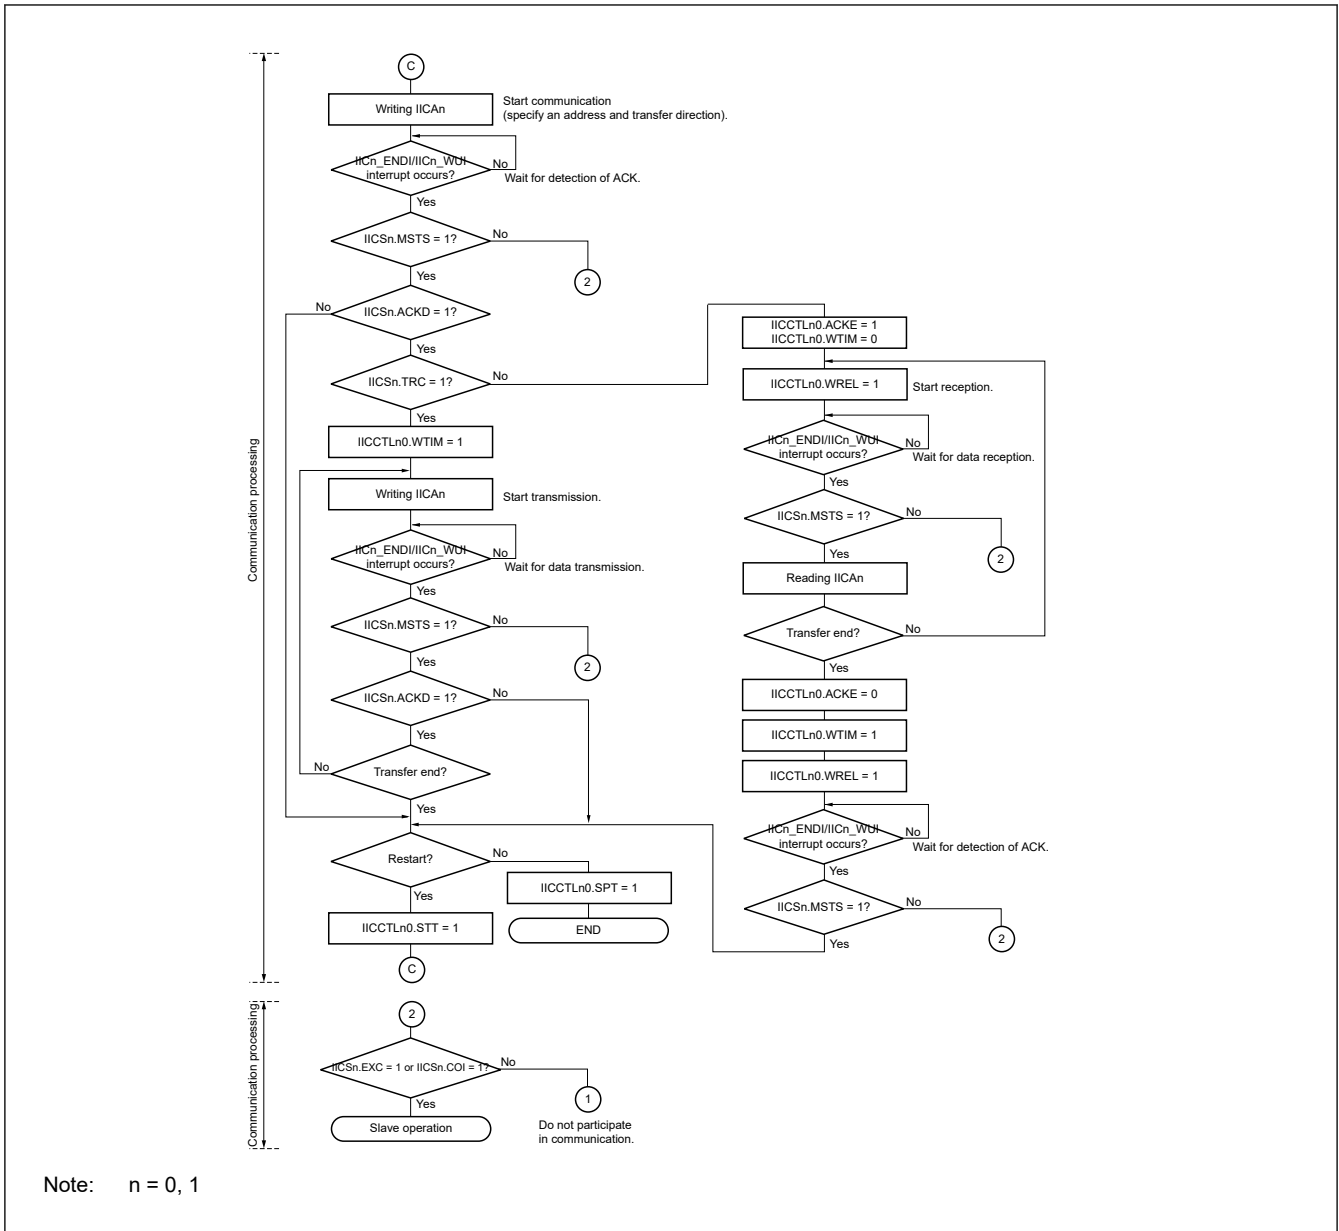 C
Writing IICAn
Start communication
(specify an address and transfer direction).
IICn_ENDI/IICn_WUI
interrupt occurs?
No
Wait for detection of ACK.
Yes
IICSn.MSTS = 1?
No
2
Yes
IICSn.ACKD = 1?
No
Yes
IICSn.TRC = 1?
No
Yes
IICCTLn0.WTIM = 1
Writing IICAn
Start transmission.
IICn_ENDI/IICn_WUI
interrupt occurs?
No
Wait for data transmission.
Yes
IICSn.MSTS = 1?
No
2
Yes
IICSn.ACKD = 1?
No
Yes
Transfer end?
No
Yes
Restart?
No
IICCTLn0.SPT = 1
END
Yes
IICCTLn0.STT = 1
C
IICCTLn0.ACKE = 1
IICCTLn0.WTIM = 0
IICCTLn0.WREL = 1
Start reception.
IICn_ENDI/IICn_WUI
interrupt occurs?
No
Wait for data reception.
Yes
IICSn.MSTS = 1?
No
2
Yes
Reading IICAn
Transfer end?
No
Yes
IICCTLn0.ACKE = 0
IICCTLn0.WTIM = 1
IICCTLn0.WREL = 1
IICn_ENDI/IICn_WUI
interrupt occurs?
No
Wait for detection of ACK.
Yes
IICSn.MSTS = 1?
No
2
Yes
Communication processing
2
IICSn.EXC = 1 or IICSn.COI = 1?
No
1
Do not participate
in communication.
Yes
Slave operation
Communication processing
Note: n = 0, 1